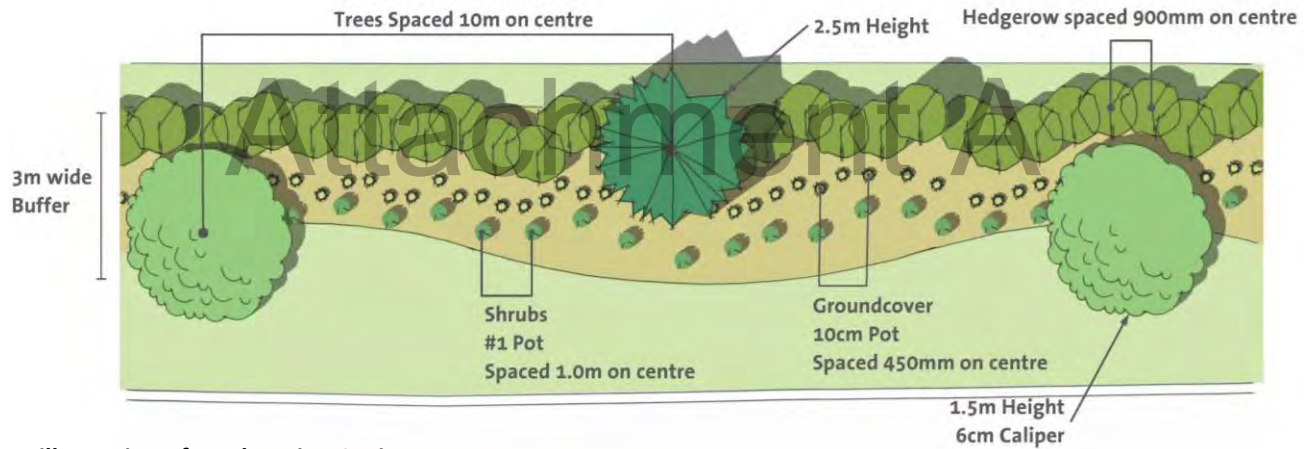 Trees Spaced 10m on centre
2.5m Height
Hedgerow spaced 900mm on centre
Attachment A
3m wide
Buffer
Shrubs
#1 Pot
Spaced 1.0m on centre
Groundcover
10cm Pot
Spaced 450mm on centre
1.5m Height
6cm Caliper